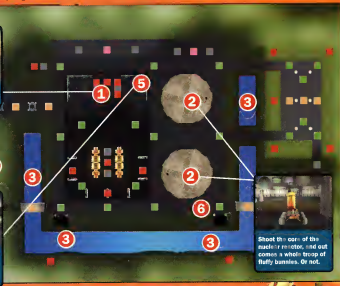 5
1
2
3
3
2
6
3
3
Shoot the core of the
nuclear reactor, and out
comes a whole troop of
fluffy bunnies. Or not.